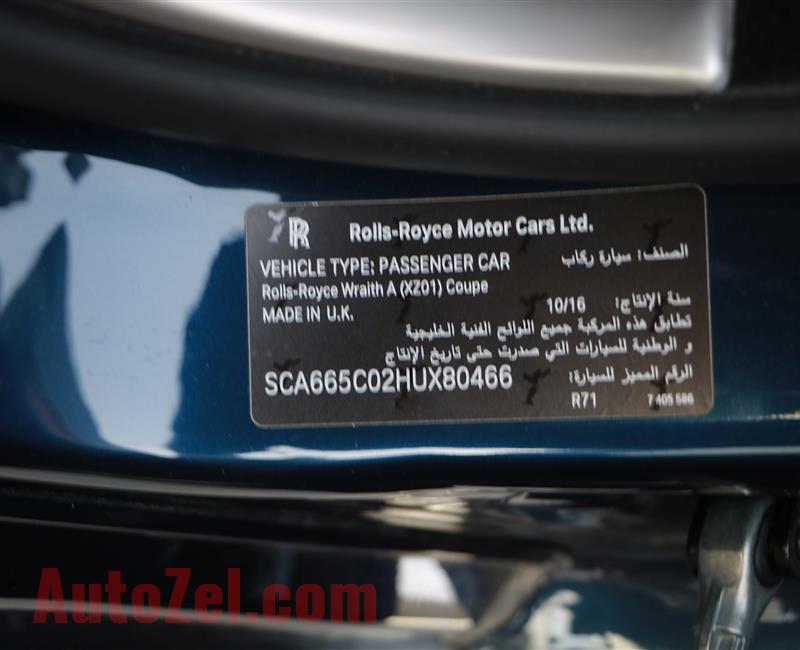 RR Rolls-Royce Motor Cars Ltd.
VEHICLE TYPE: PASSENGER CAR الصنف: سيارة ركاب
Rolls-Royce Wraith A (XZ01) Coupe
MADE IN U.K. 10/16 سنة الإنتاج:
تطابق هذه المركبة جميع اللوائح الفنية الخليجية
و الوطنية للسيارات التي صدرت حتى تاريخ الإنتاج
SCA665C02HUX80466 الرقم المميز للسيارة:
R71 7 405 586
AutoZel.com